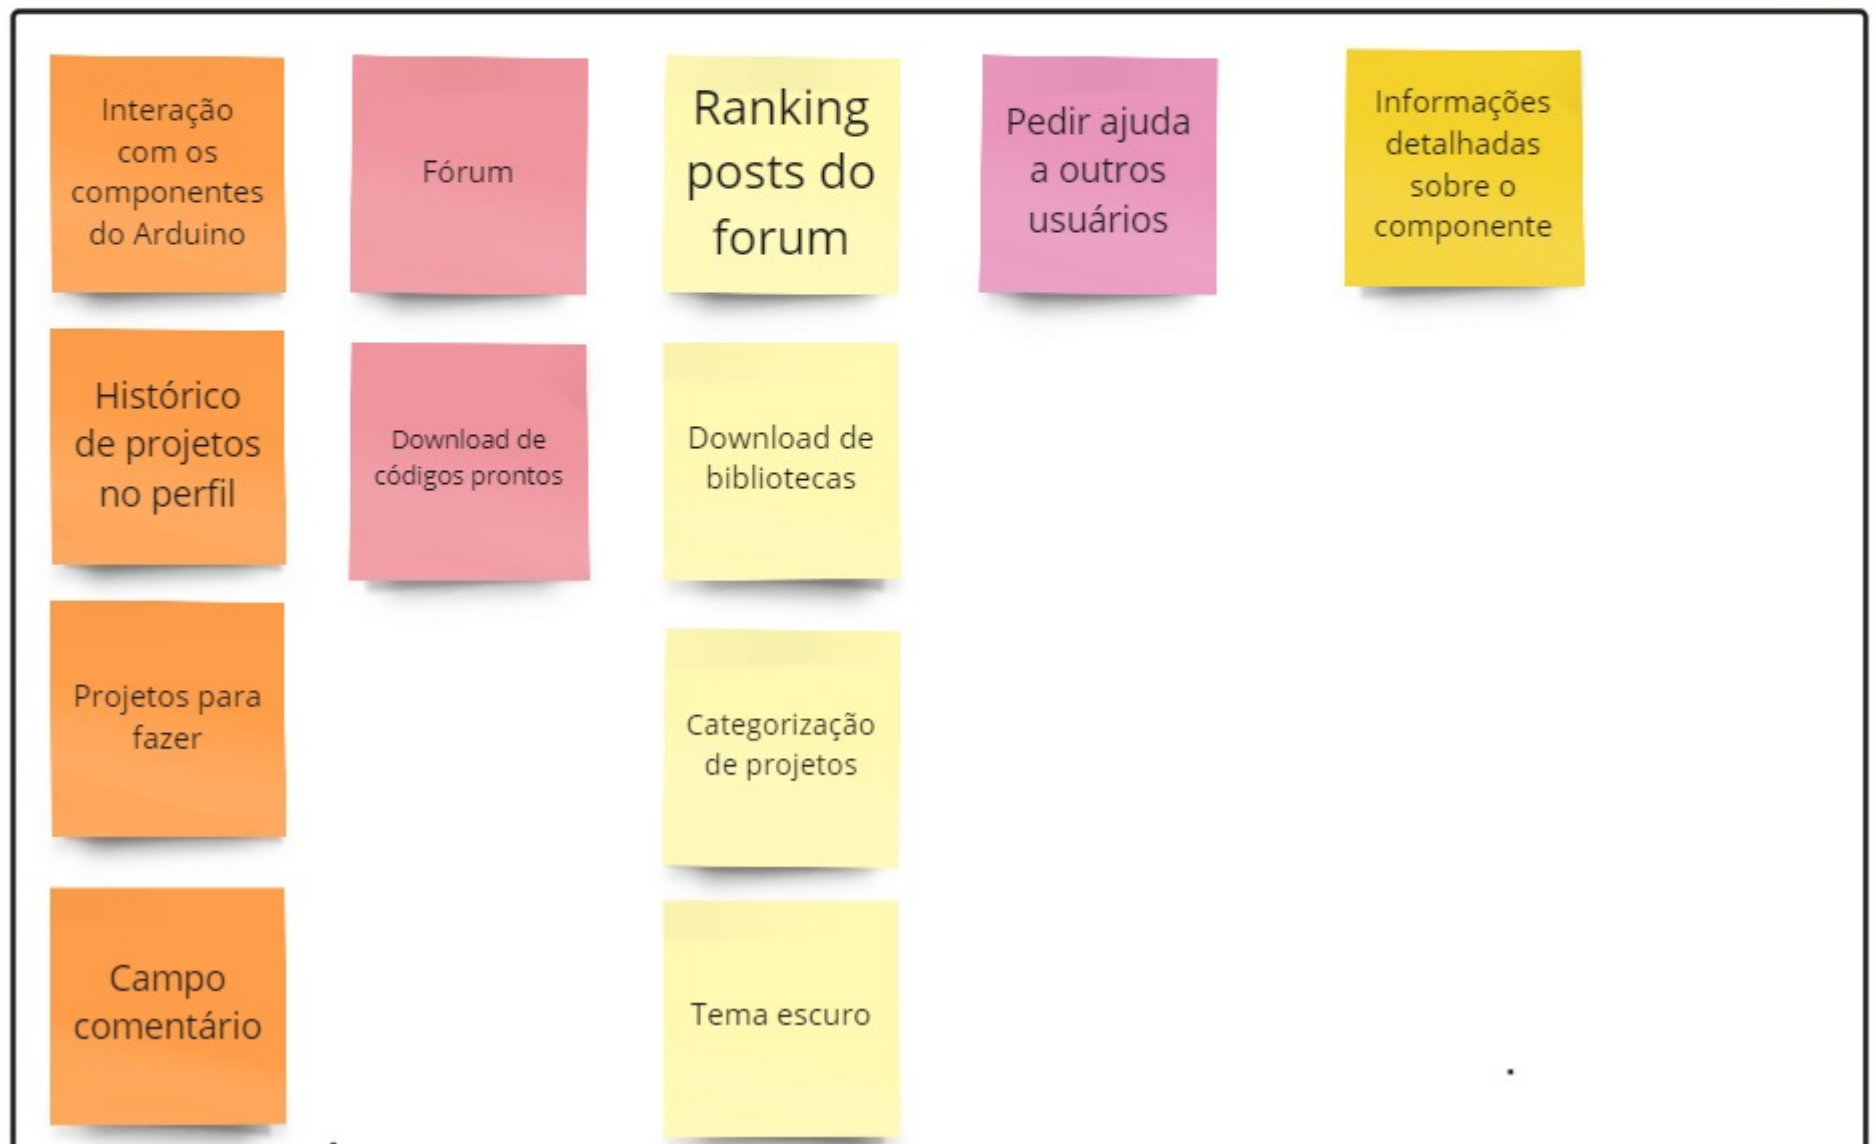 Interação
com os
componentes
do Arduino
Fórum
Ranking
posts do
forum
Pedir ajuda
a outros
usuários
Informações
detalhadas
sobre o
componente
Histórico
de projetos
no perfil
Download de
códigos prontos
Download de
bibliotecas
Projetos para
fazer
Categorização
de projetos
Campo
comentário
Tema escuro